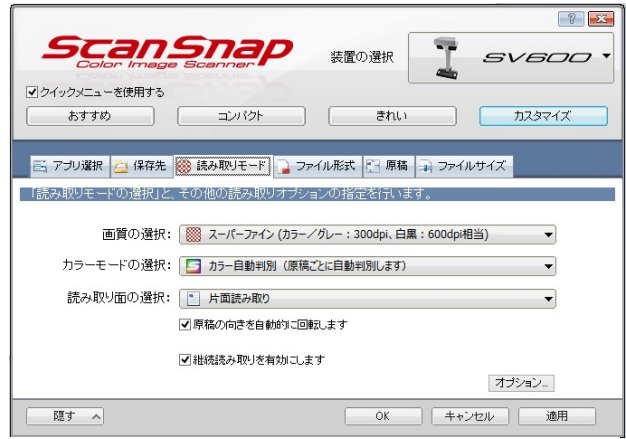 ScanSnap
Color Image Scanner
装置の選択
SV600
クイックメニューを使用する
おすすめ
コンパクト
きれい
カスタマイズ
アプリ選択
保存先
読み取りモード
ファイル形式
原稿
ファイルサイズ
「読み取りモードの選択」と、その他の読み取りオプションの指定を行います。
画質の選択: スーパーファイン (カラー／グレー：300dpi、白黒：600dpi相当)
カラーモードの選択: カラー自動判別（原稿ごとに自動判別します）
読み取り面の選択: 片面読み取り
原稿の向きを自動的に回転します
継続読み取りを有効にします
オプション...
隠す
OK
キャンセル
適用